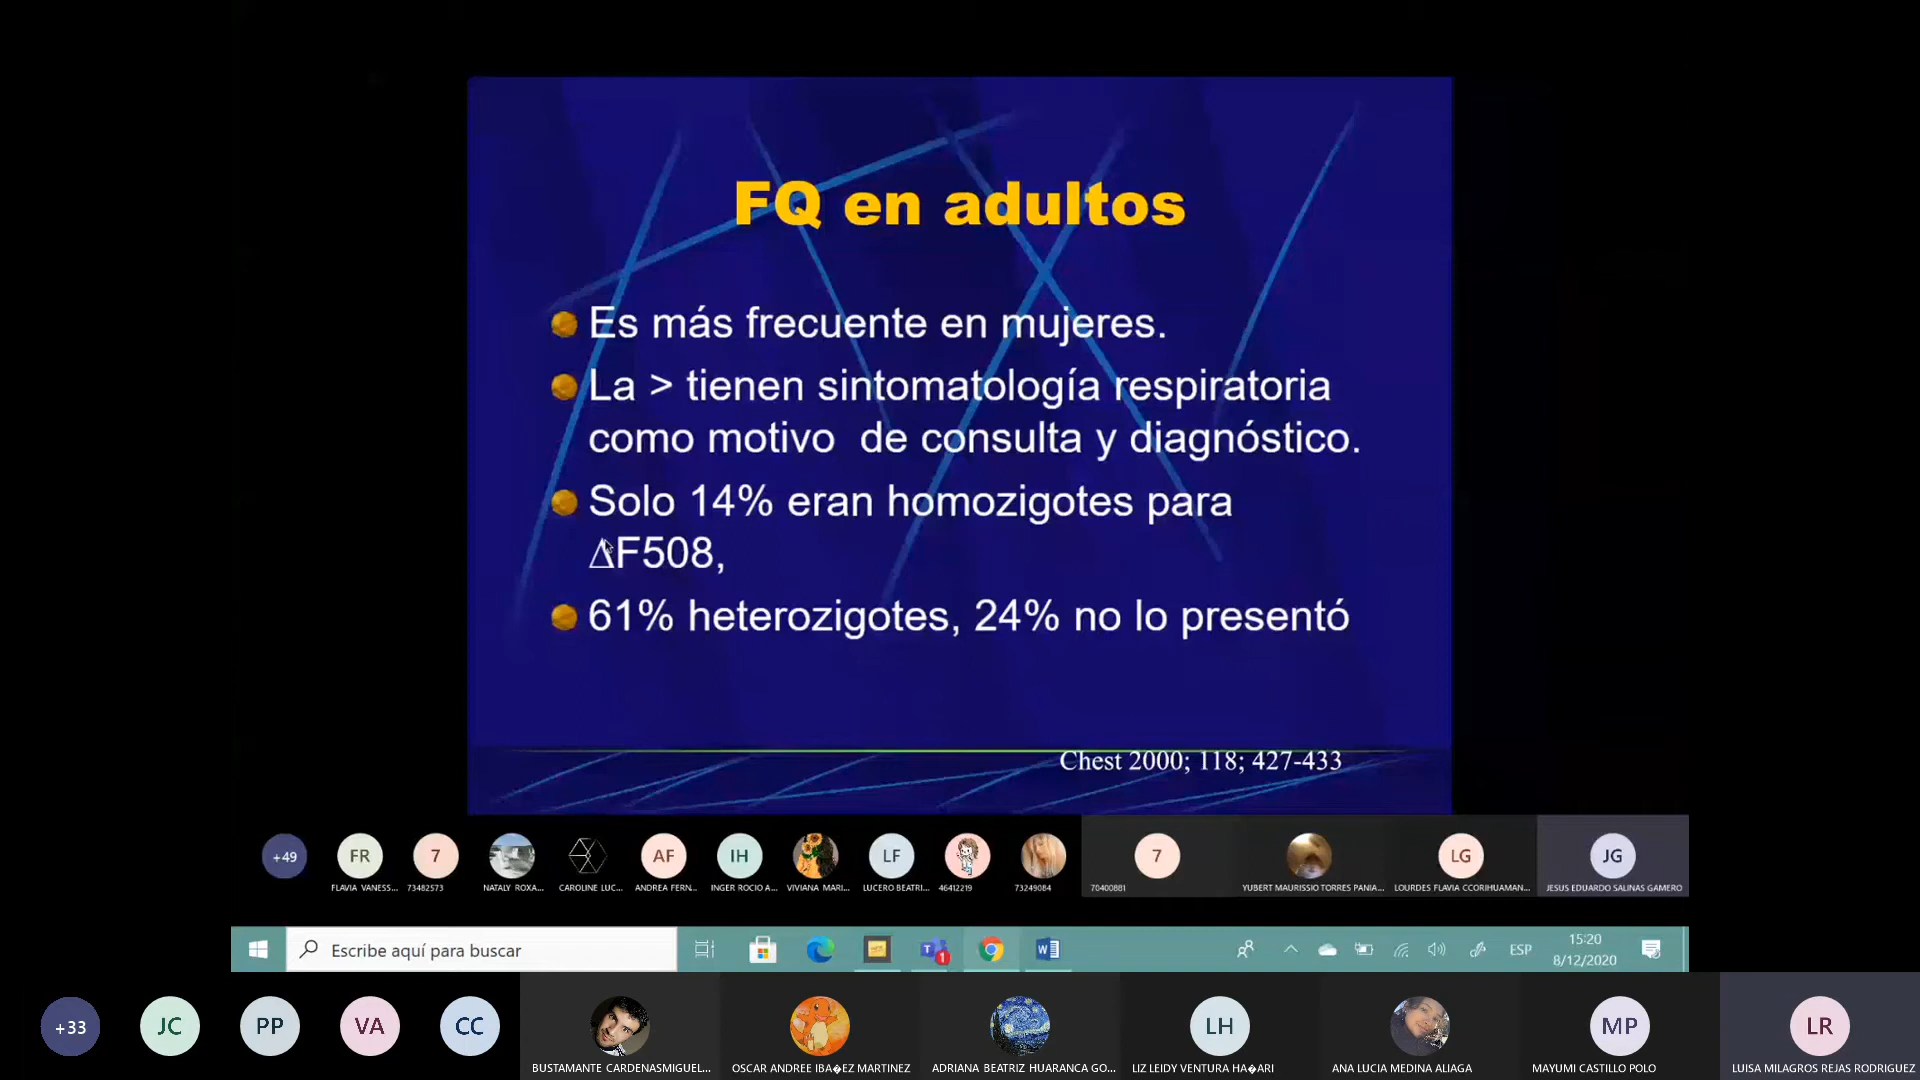 FQ en adultos
Es más frecuente en mujeres.
La > tienen sintomatología respiratoria
como motivo de consulta y diagnóstico.
Solo 14% eran homozigotes para
ΔF508,
61% heterozigotes, 24% no lo presentó
Chest 2000; 118; 427-433
+49
FR
7
AF
IH
LF
7
LG
JG
FLAVIA VANESS...
73482573
NATALY ROXA...
CAROLINE LUC...
ANDREA FERN...
INGER ROCIO A...
VIVIANA MARI...
LUCERO BEATRI...
46412219
73249084
70400881
YUBERT MAURISSIO TORRES PANIA...
LOURDES FLAVIA CCORIHUAMAN...
JESUS EDUARDO SALINAS GAMERO
Escribe aquí para buscar
1
ESP
15:20
8/12/2020
+33
JC
PP
VA
CC
LH
MP
LR
BUSTAMANTE CARDENASMIGUEL...
OSCAR ANDREE IBA�EZ MARTINEZ
ADRIANA BEATRIZ HUARANCA GO...
LIZ LEIDY VENTURA HA�ARI
ANA LUCIA MEDINA ALIAGA
MAYUMI CASTILLO POLO
LUISA MILAGROS REJAS RODRIGUEZ